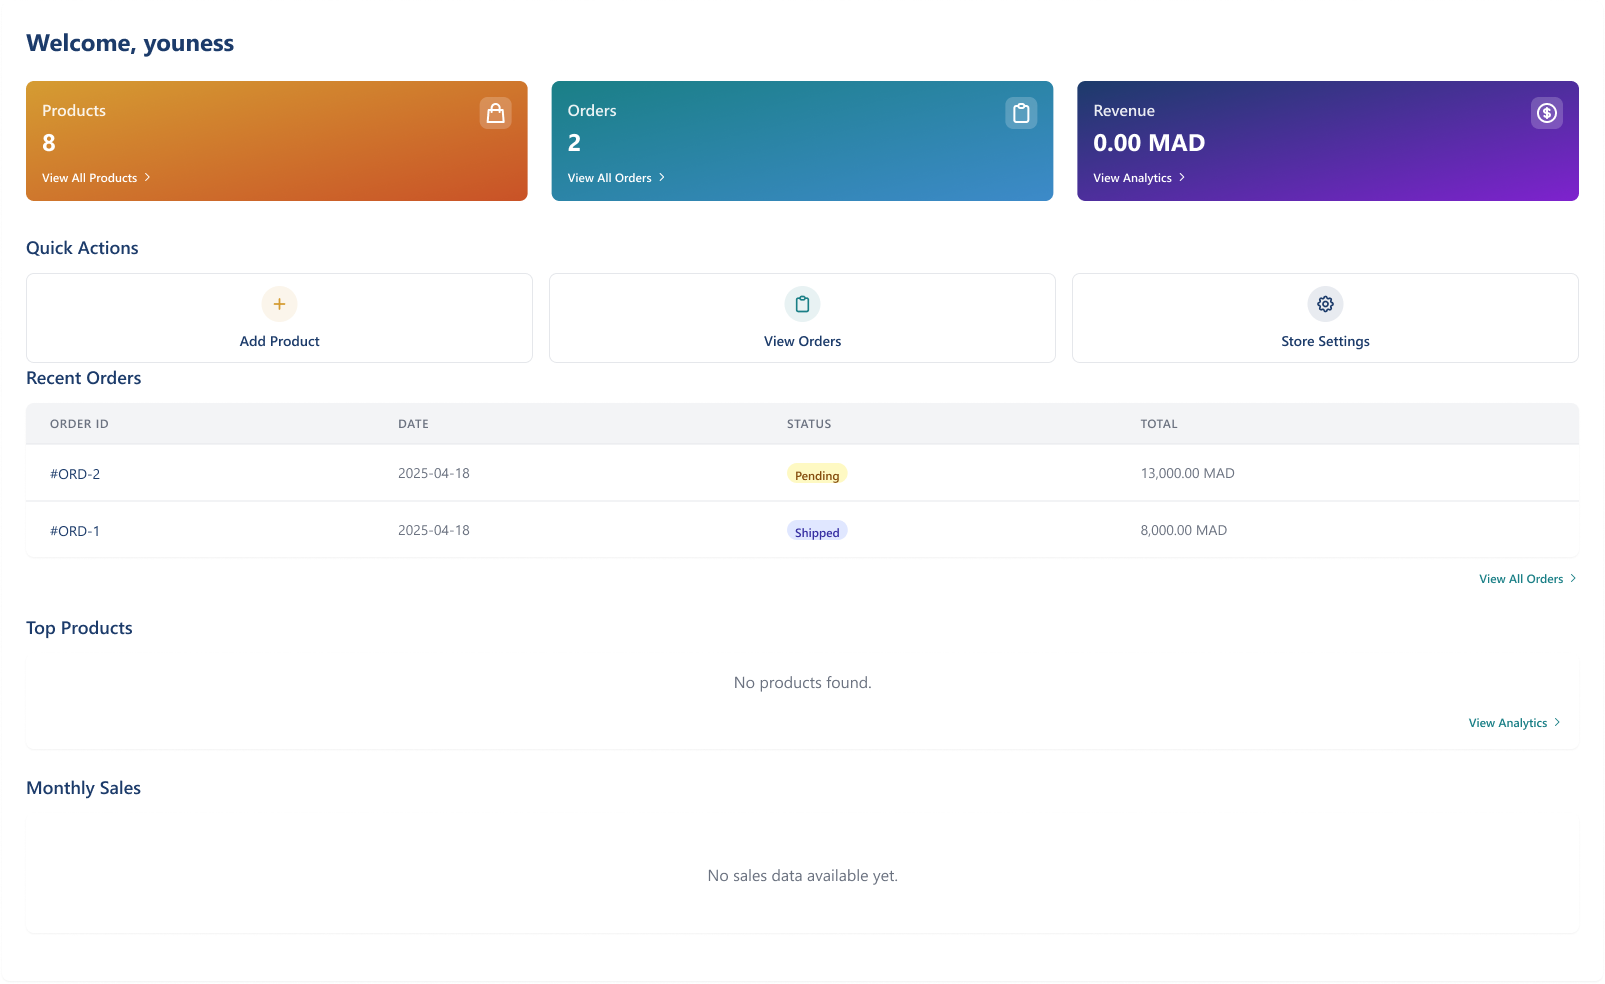 Welcome, youness
Products
8
View All Products
Orders
2
View All Orders
Revenue
0.00 MAD
View Analytics
Quick Actions
Add Product
View Orders
Store Settings
Recent Orders
ORDER ID DATE STATUS TOTAL
#ORD-2 2025-04-18 Pending 13,000.00 MAD
#ORD-1 2025-04-18 Shipped 8,000.00 MAD
View All Orders
Top Products
No products found.
View Analytics
Monthly Sales
No sales data available yet.